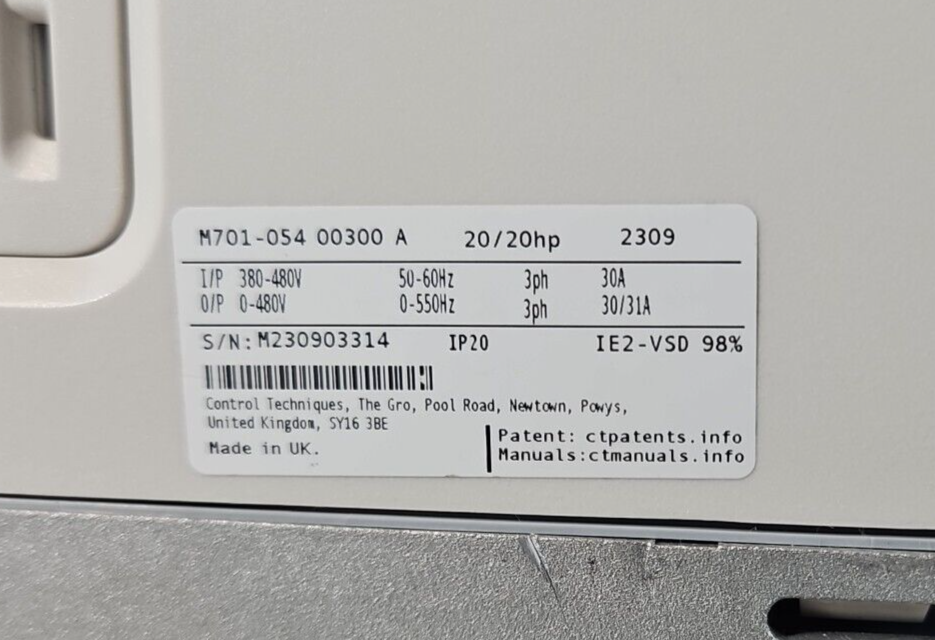 M701-054 00300 A 20/20hp 2309
I/P 380-480V 50-60Hz 3ph 30A
O/P 0-480V 0-550Hz 3ph 30/31A
S/N:M230903314 IP20 IE2-VSD 98%
Control Techniques, The Gro, Pool Road, Newtown, Powys,
United Kingdom, SY16 3BE
Made in UK.
Patent: ctpatents.info
Manuals:ctmanuals.info